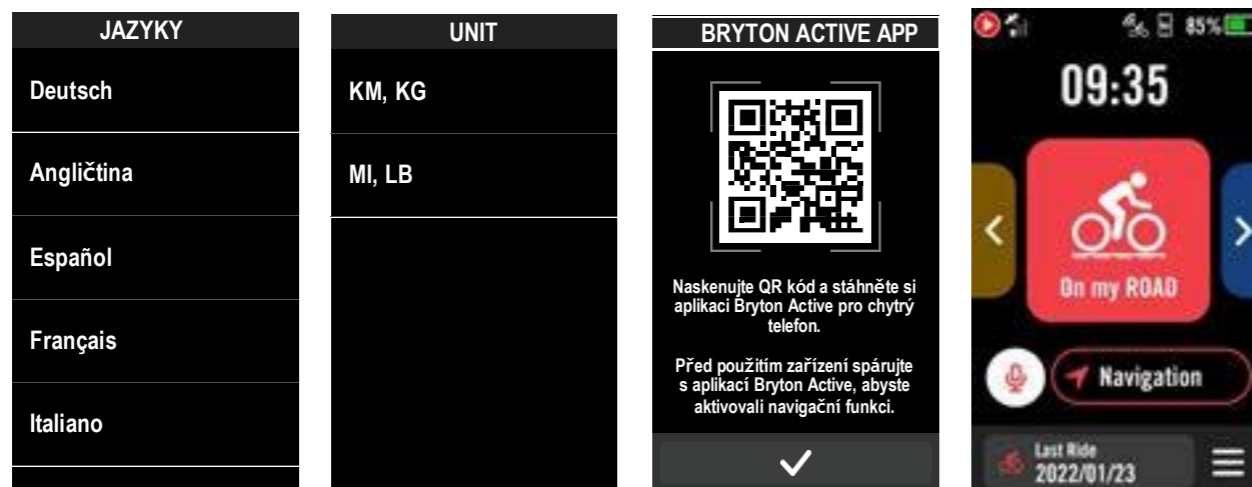 JAZYKY
Deutsch
Angličtina
Español
Français
Italiano
UNIT
KM, KG
MI, LB
BRYTON ACTIVE APP
Naskenujte QR kód a stáhněte si
aplikaci Bryton Active pro chytrý
telefon.
Před použitím zařízení spárujte
s aplikací Bryton Active, abyste
aktivovali navigační funkci.
85%
09:35
On my ROAD
Navigation
Last Ride
2022/01/23